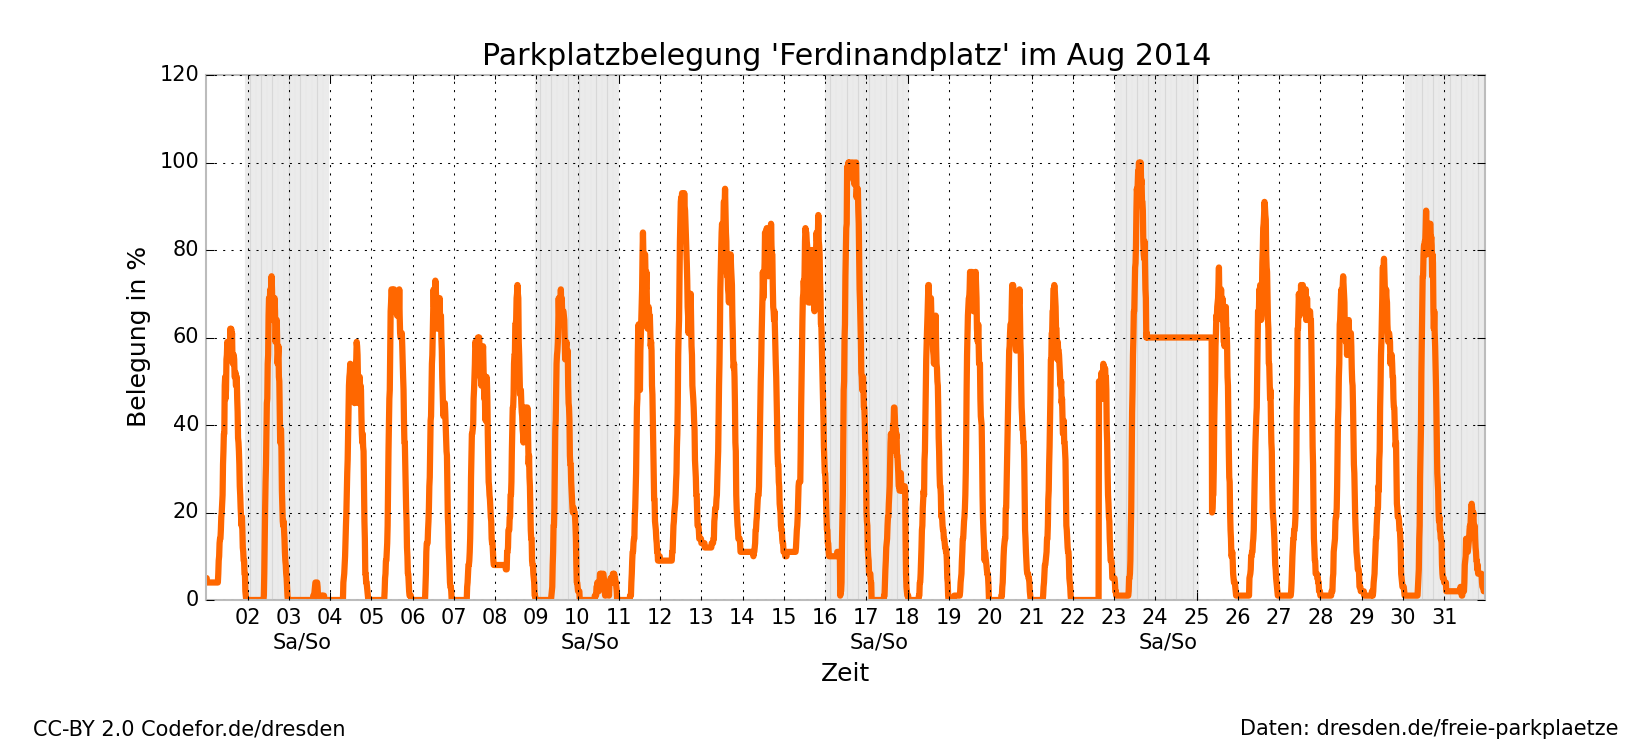 Parkplatzbelegung 'Ferdinandplatz' im Aug 2014
Belegung in %
120
100
80
60
40
20
0
02 03 04 05 06 07 08 09 10 11 12 13 14 15 16 17 18 19 20 21 22 23 24 25 26 27 28 29 30 31
Sa/So Sa/So Sa/So Sa/So
Zeit
CC-BY 2.0 Codefor.de/dresden
Daten: dresden.de/freie-parkplaetze